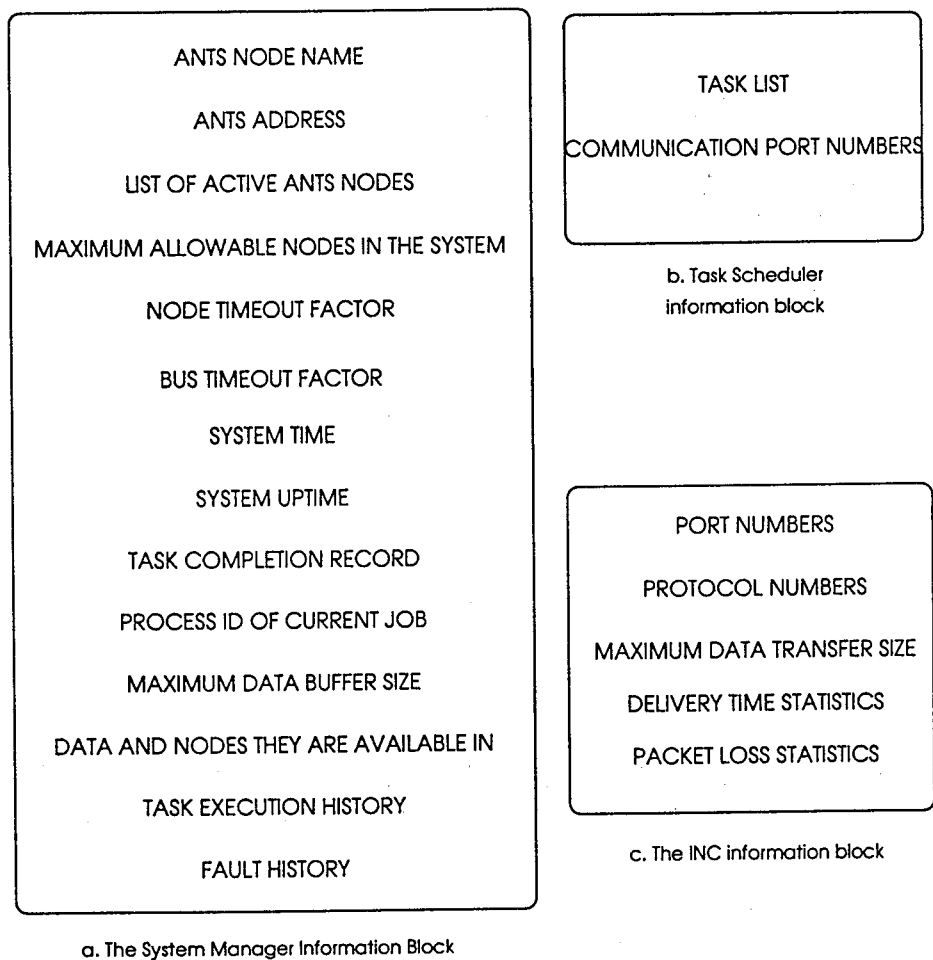 ANTS NODE NAME
ANTS ADDRESS
LIST OF ACTIVE ANTS NODES
MAXIMUM ALLOWABLE NODES IN THE SYSTEM
NODE TIMEOUT FACTOR
BUS TIMEOUT FACTOR
SYSTEM TIME
SYSTEM UPTIME
TASK COMPLETION RECORD
PROCESS ID OF CURRENT JOB
MAXIMUM DATA BUFFER SIZE
DATA AND NODES THEY ARE AVAILABLE IN
TASK EXECUTION HISTORY
FAULT HISTORY
a. The System Manager Information Block
TASK LIST
COMMUNICATION PORT NUMBERS
b. Task Scheduler
information block
PORT NUMBERS
PROTOCOL NUMBERS
MAXIMUM DATA TRANSFER SIZE
DELIVERY TIME STATISTICS
PACKET LOSS STATISTICS
c. The INC information block